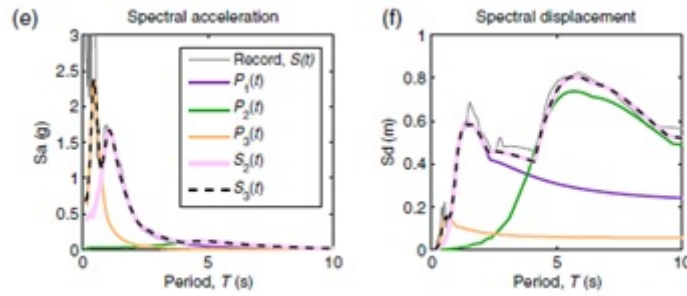 (e)
Spectral acceleration
3
2.5
2
1.5
1
0.5
0
Sa (g)
Record, S(t)
P1(t)
P2(t)
P3(t)
S2(t)
S3(t)
0
5
10
Period, T (s)
(f)
Spectral displacement
1
0.8
0.6
0.4
0.2
0
Sd (m)
0
5
10
Period, T (s)